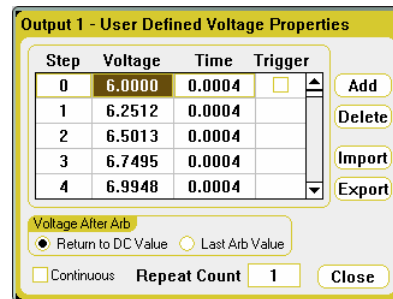 Output 1 - User Defined Voltage Properties
Step Voltage Time Trigger
0 6.0000 0.0004
1 6.2512 0.0004
2 6.5013 0.0004
3 6.7495 0.0004
4 6.9948 0.0004
Add
Delete
Import
Export
Voltage After Arb
Return to DC Value Last Arb Value
Continuous Repeat Count 1 Close